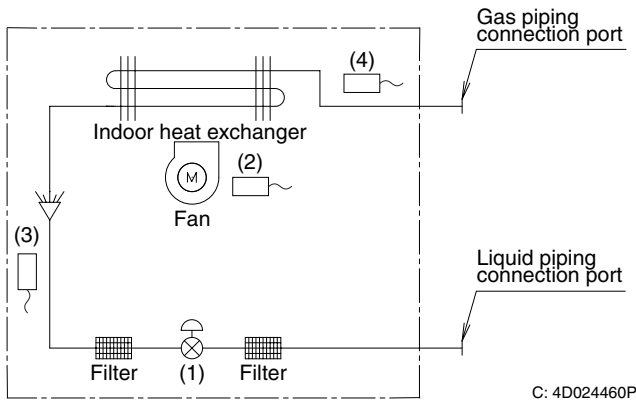 Gas piping
connection port
(4)
Indoor heat exchanger
(2)
M
Fan
(3)
Liquid piping
connection port
Filter
(1)
Filter
C: 4D024460P